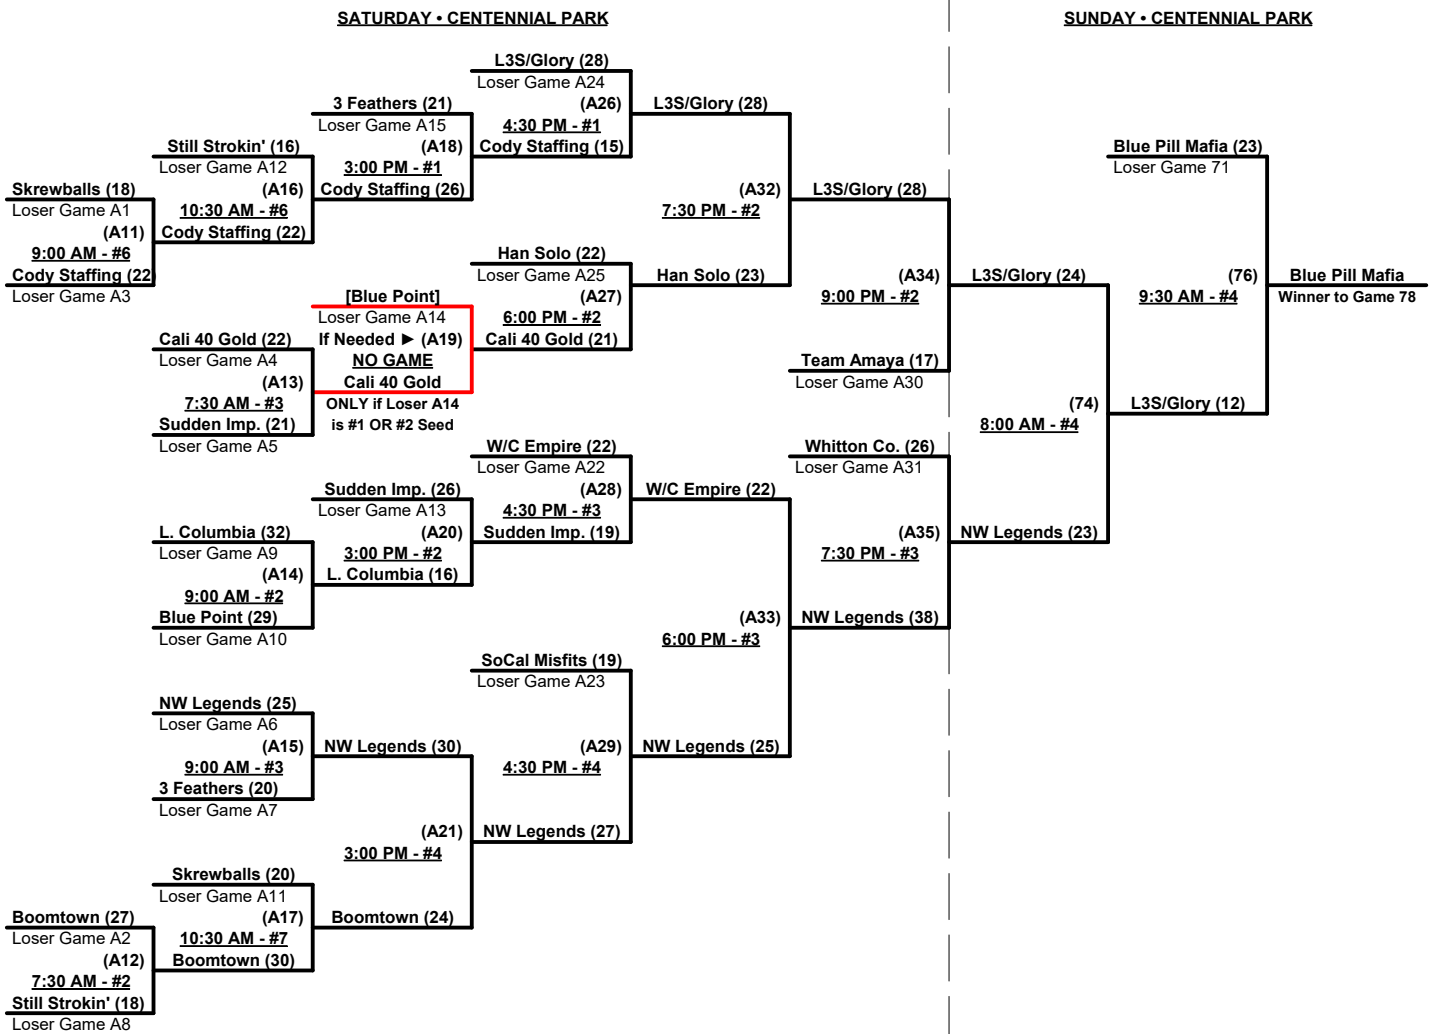 SATURDAY • CENTENNIAL PARK
SUNDAY • CENTENNIAL PARK
L3S/Glory (28)
Loser Game A24
3 Feathers (21)
(A26)
L3S/Glory (28)
Loser Game A15
4:30 PM - #1
Still Strokin' (16)
(A18)
Cody Staffing (15)
Blue Pill Mafia (23)
Loser Game A12
3:00 PM - #1
Loser Game 71
Skrewballs (18)
(A16)
Cody Staffing (26)
(A32)
L3S/Glory (28)
Loser Game A1
10:30 AM - #6
7:30 PM - #2
(A11)
Cody Staffing (22)
9:00 AM - #6
Han Solo (22)
Cody Staffing (22
Loser Game A25
Han Solo (23)
(A34)
L3S/Glory (24)
(76)
Blue Pill Mafia
Loser Game A3
[Blue Point]
(A27)
9:00 PM - #2
9:30 AM - #4
Winner to Game 78
Loser Game A14
6:00 PM - #2
Cali 40 Gold (22)
If Needed ► (A19)
Cali 40 Gold (21)
Loser Game A4
NO GAME
Team Amaya (17)
(A13)
Cali 40 Gold
Loser Game A30
7:30 AM - #3
ONLY if Loser A14
(74)
L3S/Glory (12)
Sudden Imp. (21)
is #1 OR #2 Seed
8:00 AM - #4
Loser Game A5
W/C Empire (22)
Whitton Co. (26)
Loser Game A22
Loser Game A31
Sudden Imp. (26)
(A28)
W/C Empire (22)
Loser Game A13
4:30 PM - #3
L. Columbia (32)
(A20)
Sudden Imp. (19)
(A35)
NW Legends (23)
Loser Game A9
3:00 PM - #2
7:30 PM - #3
(A14)
L. Columbia (16)
9:00 AM - #2
Blue Point (29)
(A33)
NW Legends (38)
Loser Game A10
6:00 PM - #3
SoCal Misfits (19)
Loser Game A23
NW Legends (25)
Loser Game A6
(A15)
NW Legends (30)
(A29)
NW Legends (25)
9:00 AM - #3
4:30 PM - #4
3 Feathers (20)
Loser Game A7
(A21)
NW Legends (27)
3:00 PM - #4
Skrewballs (20)
Loser Game A11
Boomtown (27)
(A17)
Boomtown (24)
Loser Game A2
10:30 AM - #7
(A12)
Boomtown (30)
7:30 AM - #2
Still Strokin' (18)
Loser Game A8